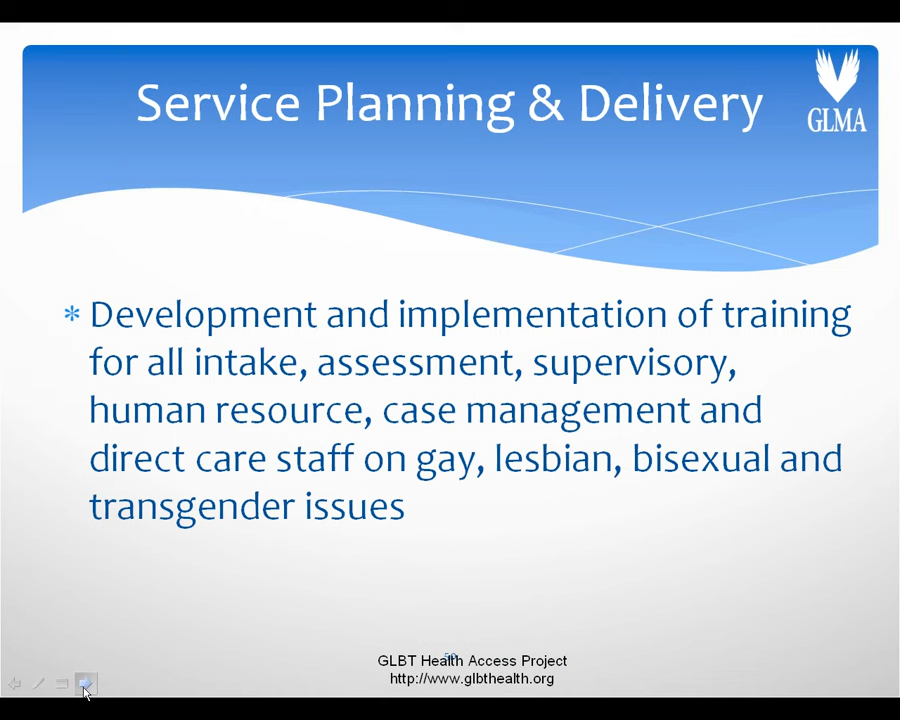 Service Planning & Delivery
GLMA
* Development and implementation of training
for all intake, assessment, supervisory,
human resource, case management and
direct care staff on gay, lesbian, bisexual and
transgender issues
GLBT Health Access Project
http://www.glbthealth.org